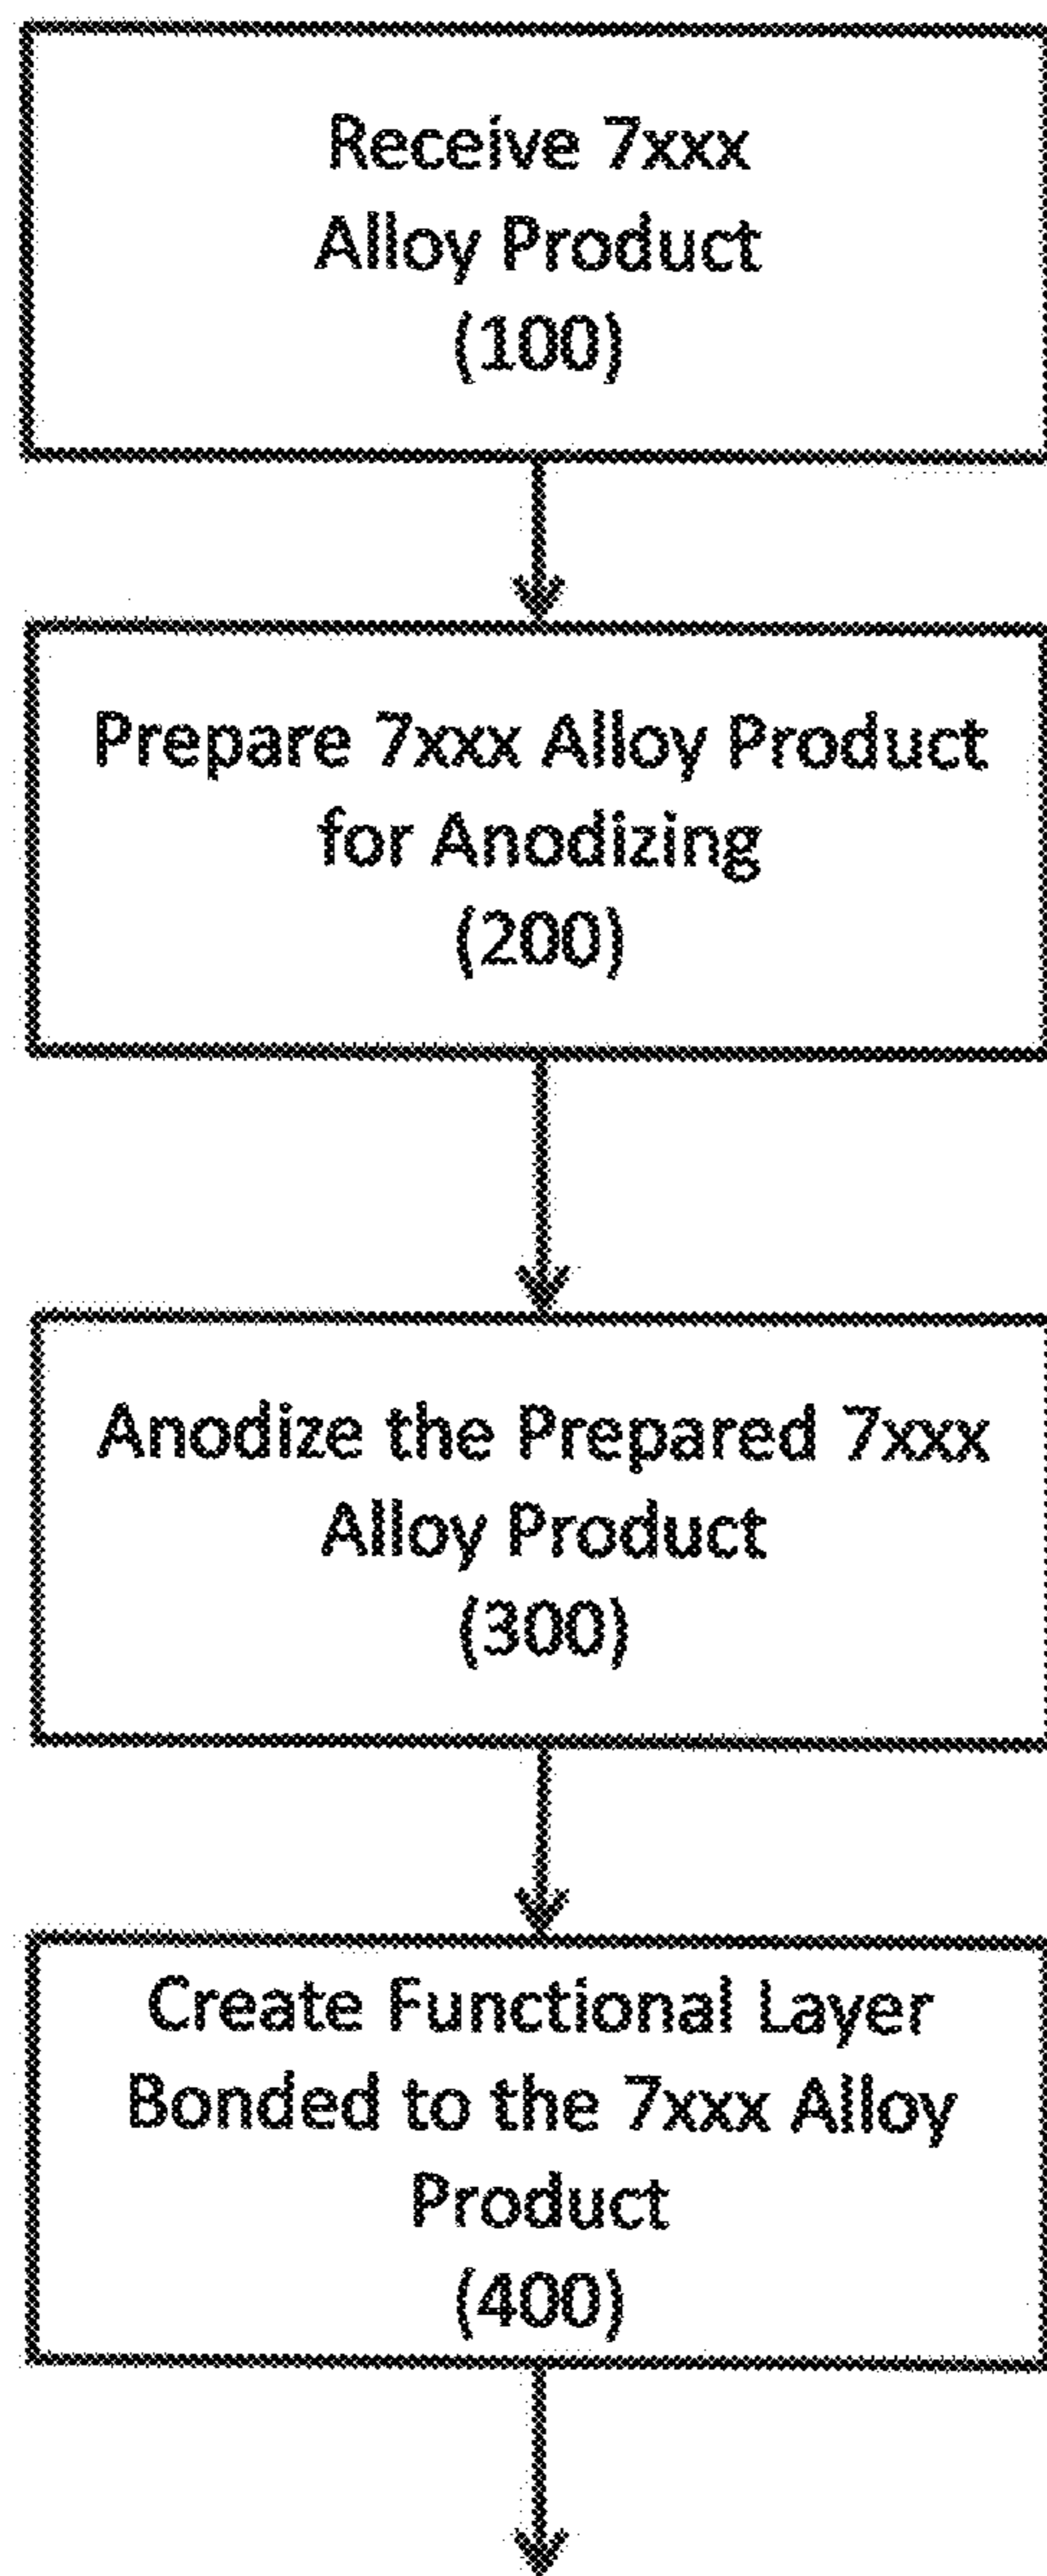 Receive 7xxx
Alloy Product
(100)
Prepare 7xxx Alloy Product
for Anodizing
(200)
Anodize the Prepared 7xxx
Alloy Product
(300)
Create Functional Layer
Bonded to the 7xxx Alloy
Product
(400)